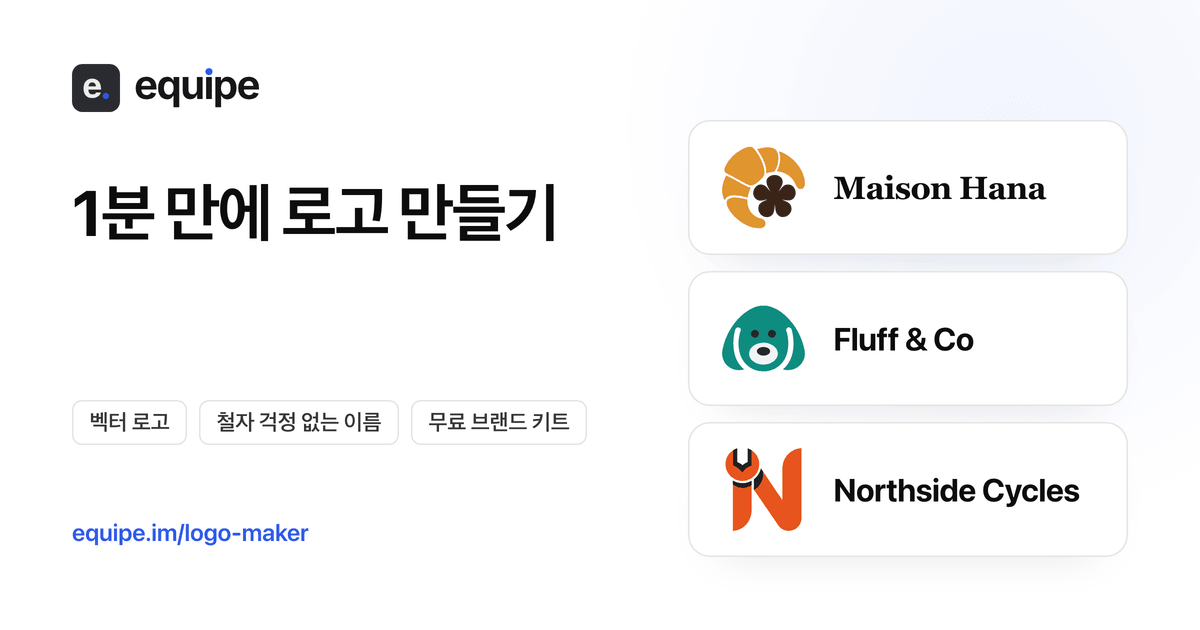 e. equipe
1분 만에 로고 만들기
벡터 로고
철자 걱정 없는 이름
무료 브랜드 키트
equipe.im/logo-maker
Maison Hana
Fluff & Co
N Northside Cycles